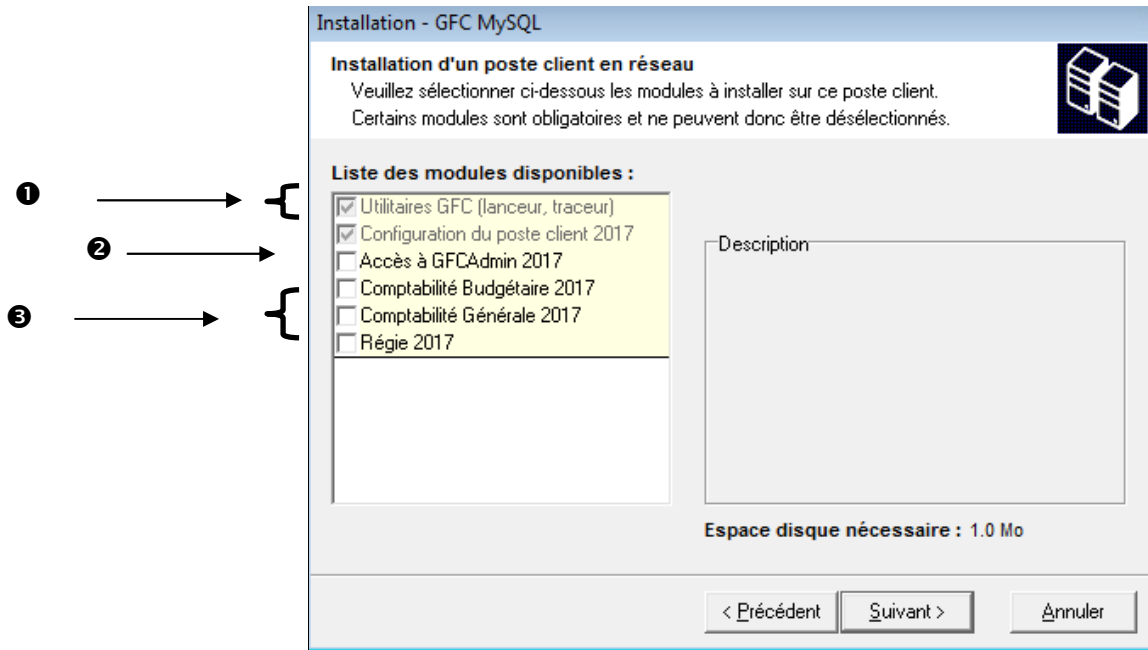 Installation - GFC MySQL
Installation d'un poste client en réseau
Veuillez sélectionner ci-dessous les modules à installer sur ce poste client.
Certains modules sont obligatoires et ne peuvent donc être désélectionnés.
Liste des modules disponibles :
❶
Utilitaires GFC (lanceur, traceur)
Configuration du poste client 2017
❷
Accès à GFCAdmin 2017
❸
Comptabilité Budgétaire 2017
Comptabilité Générale 2017
Régie 2017
Description
Espace disque nécessaire : 1.0 Mo
< Précédent
Suivant >
Annuler